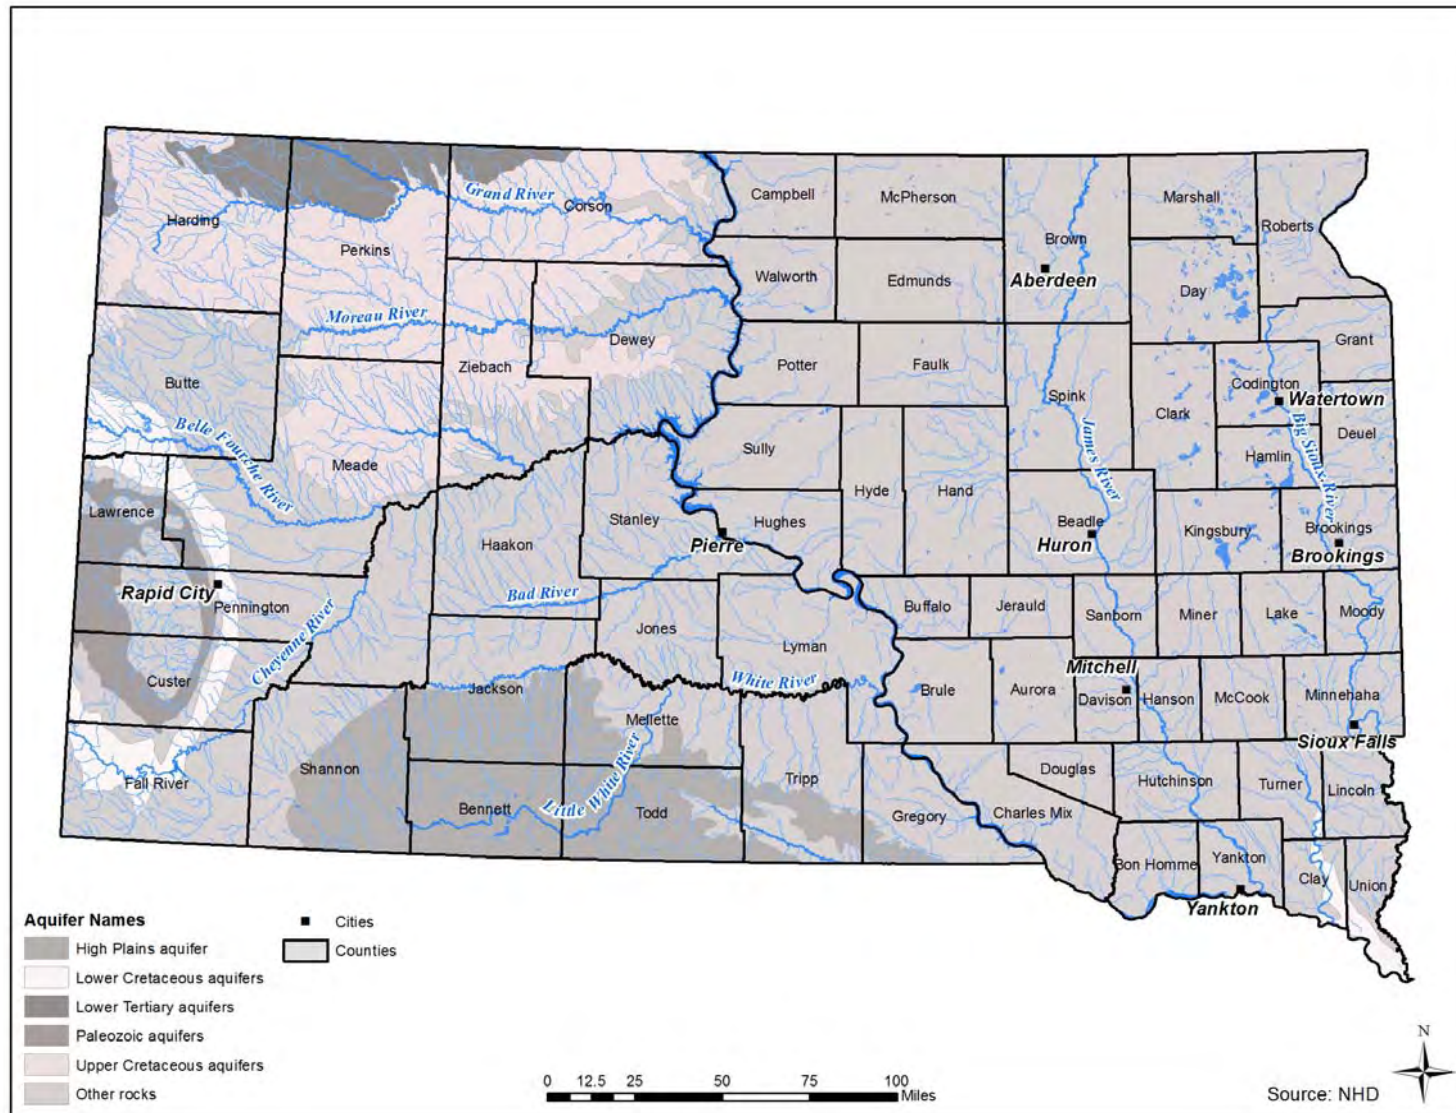 Campbell
McPherson
Marshall
Roberts
Grand River
Corson
Harding
Perkins
Brown
Aberdeen
Walworth
Edmunds
Day
Moreau River
Dewey
Grant
Butte
Ziebach
Potter
Faulk
Spink
Clark
Codington
Watertown
Belle Fourche River
Meade
Sully
James River
Hamlin
Big Sioux River
Deuel
Lawrence
Haakon
Stanley
Hughes
Pierre
Hyde
Hand
Beadle
Huron
Kingsbury
Brookings
Brookings
Rapid City
Pennington
Cheyenne River
Bad River
Jones
Lyman
Buffalo
Jerauld
Sanborn
Miner
Lake
Moody
Custer
Jackson
White River
Mellette
Brule
Aurora
Mitchell
Davison
Hanson
McCook
Minnehaha
Sioux Falls
Fall River
Shannon
Bennett
Little White River
Todd
Tripp
Gregory
Douglas
Charles Mix
Hutchinson
Turner
Lincoln
Bon Homme
Yankton
Clay
Union
Yankton
Aquifer Names
High Plains aquifer
Lower Cretaceous aquifers
Lower Tertiary aquifers
Paleozoic aquifers
Upper Cretaceous aquifers
Other rocks
Cities
Counties
0 12.5 25 50 75 100
Miles
N
Source: NHD